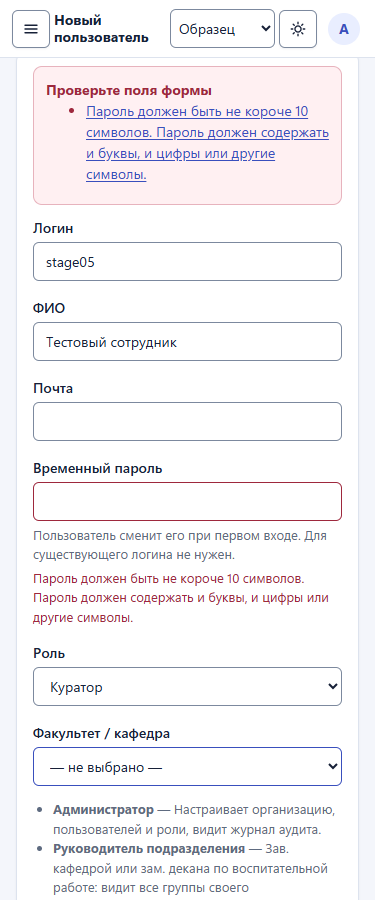 Новый
пользователь
Образец
А
Проверьте поля формы
Пароль должен быть не короче 10
символов. Пароль должен содержать
и буквы, и цифры или другие
символы.
Логин
stage05
ФИО
Тестовый сотрудник
Почта
Временный пароль
Пользователь сменит его при первом входе. Для
существующего логина не нужен.
Пароль должен быть не короче 10 символов.
Пароль должен содержать и буквы, и цифры или
другие символы.
Роль
Куратор
Факультет / кафедра
— не выбрано —
Администратор — Настраивает организацию,
пользователей и роли, видит журнал аудита.
Руководитель подразделения — Зав.
кафедрой или зам. декана по воспитательной
работе: видит все группы своего